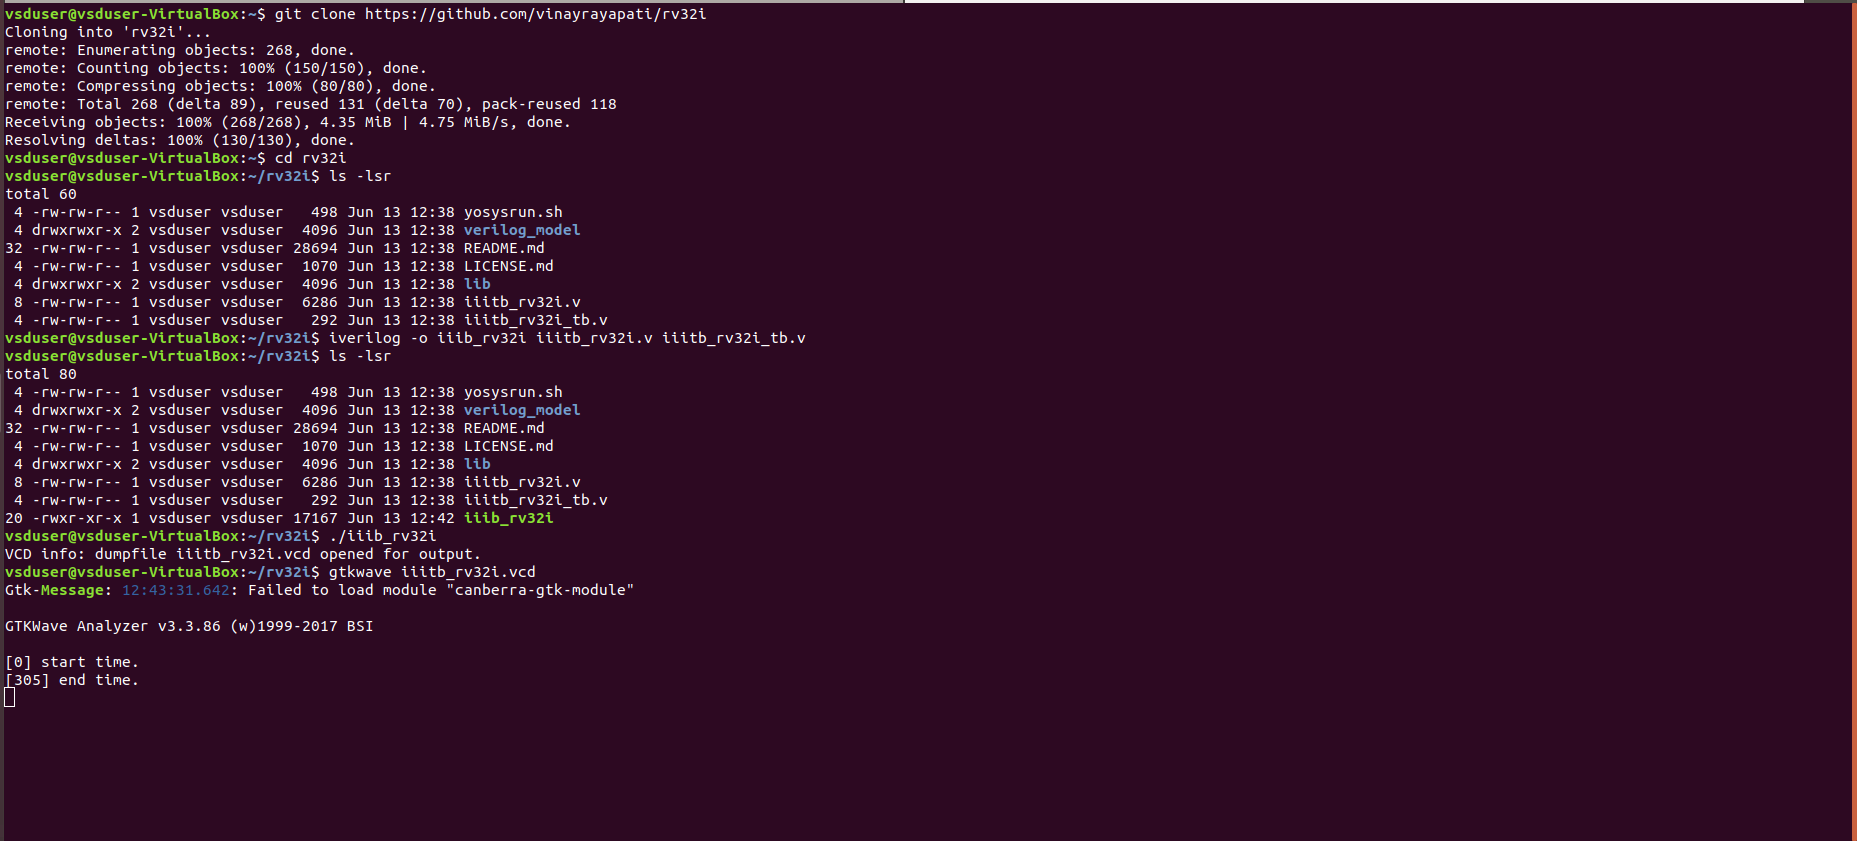 vsduser@vsduser-VirtualBox:~$ git clone https://github.com/vinayrayapati/rv32i
Cloning into 'rv32i'...
remote: Enumerating objects: 268, done.
remote: Counting objects: 100% (150/150), done.
remote: Compressing objects: 100% (80/80), done.
remote: Total 268 (delta 89), reused 131 (delta 70), pack-reused 118
Receiving objects: 100% (268/268), 4.35 MiB | 4.75 MiB/s, done.
Resolving deltas: 100% (130/130), done.
vsduser@vsduser-VirtualBox:~$ cd rv32i
vsduser@vsduser-VirtualBox:~/rv32i$ ls -lsr
total 60
 4 -rw-rw-r-- 1 vsduser vsduser   498 Jun 13 12:38 yosysrun.sh
 4 drwxrwxr-x 2 vsduser vsduser  4096 Jun 13 12:38 verilog_model
32 -rw-rw-r-- 1 vsduser vsduser 28694 Jun 13 12:38 README.md
 4 -rw-rw-r-- 1 vsduser vsduser  1070 Jun 13 12:38 LICENSE.md
 4 drwxrwxr-x 2 vsduser vsduser  4096 Jun 13 12:38 lib
 8 -rw-rw-r-- 1 vsduser vsduser  6286 Jun 13 12:38 iiitb_rv32i.v
 4 -rw-rw-r-- 1 vsduser vsduser   292 Jun 13 12:38 iiitb_rv32i_tb.v
vsduser@vsduser-VirtualBox:~/rv32i$ iverilog -o iiib_rv32i iiitb_rv32i.v iiitb_rv32i_tb.v
vsduser@vsduser-VirtualBox:~/rv32i$ ls -lsr
total 80
 4 -rw-rw-r-- 1 vsduser vsduser   498 Jun 13 12:38 yosysrun.sh
 4 drwxrwxr-x 2 vsduser vsduser  4096 Jun 13 12:38 verilog_model
32 -rw-rw-r-- 1 vsduser vsduser 28694 Jun 13 12:38 README.md
 4 -rw-rw-r-- 1 vsduser vsduser  1070 Jun 13 12:38 LICENSE.md
 4 drwxrwxr-x 2 vsduser vsduser  4096 Jun 13 12:38 lib
 8 -rw-rw-r-- 1 vsduser vsduser  6286 Jun 13 12:38 iiitb_rv32i.v
 4 -rw-rw-r-- 1 vsduser vsduser   292 Jun 13 12:38 iiitb_rv32i_tb.v
20 -rwxr-xr-x 1 vsduser vsduser 17167 Jun 13 12:42 iiib_rv32i
vsduser@vsduser-VirtualBox:~/rv32i$ ./iiib_rv32i
VCD info: dumpfile iiitb_rv32i.vcd opened for output.
vsduser@vsduser-VirtualBox:~/rv32i$ gtkwave iiitb_rv32i.vcd
Gtk-Message: 12:43:31.642: Failed to load module "canberra-gtk-module"
GTKWave Analyzer v3.3.86 (w)1999-2017 BSI
[0] start time.
[305] end time.